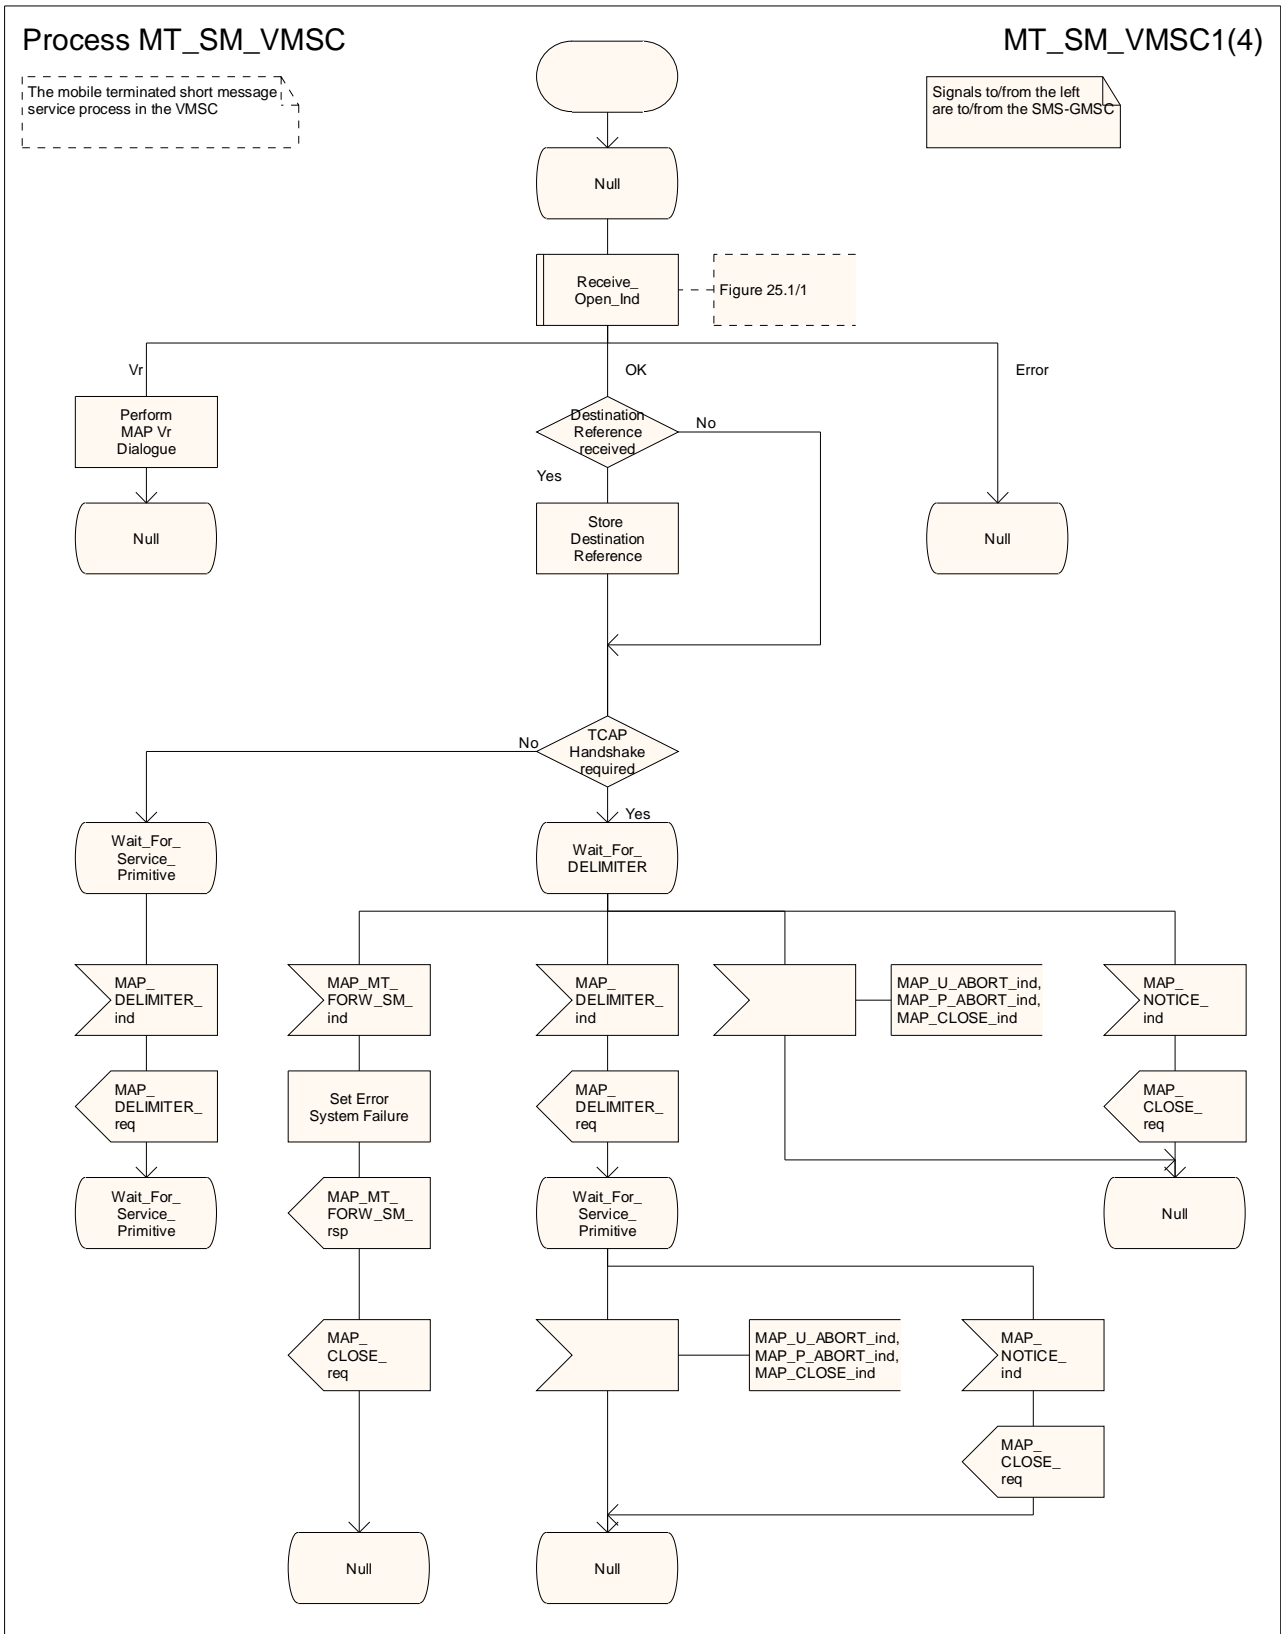 Process MT_SM_VMSC
MT_SM_VMSC1(4)
The mobile terminated short message
service process in the VMSC
Signals to/from the left
are to/from the SMS-GMSC
Null
Receive_
Open_Ind
Figure 25.1/1
Vr
OK
Error
Perform
MAP Vr
Dialogue
Destination
Reference
received
No
Yes
Null
Store
Destination
Reference
Null
TCAP
Handshake
required
No
Yes
Wait_For_
Service_
Primitive
Wait_For_
DELIMITER
MAP_
DELIMITER_
ind
MAP_MT_
FORW_SM_
ind
MAP_
DELIMITER_
ind
MAP_U_ABORT_ind,
MAP_P_ABORT_ind,
MAP_CLOSE_ind
MAP_
NOTICE_
ind
MAP_
DELIMITER_
req
Set Error
System Failure
MAP_
DELIMITER_
req
MAP_
CLOSE_
req
Wait_For_
Service_
Primitive
MAP_MT_
FORW_SM_
rsp
Wait_For_
Service_
Primitive
Null
MAP_
CLOSE_
req
MAP_U_ABORT_ind,
MAP_P_ABORT_ind,
MAP_CLOSE_ind
MAP_
NOTICE_
ind
MAP_
CLOSE_
req
Null
Null